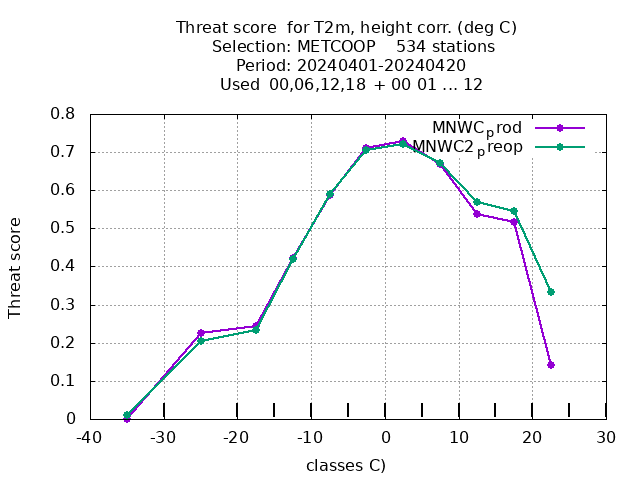 Threat score  for T2m, height corr. (deg C)
Selection: METCOOP    534 stations
Period: 20240401-20240420
Used  00,06,12,18  + 00 01 ... 12
MNWCprod
MNWC2preop
0.8
0.7
0.6
0.5
0.4
0.3
0.2
0.1
0
Threat score
-40 -30 -20 -10 0 10 20 30
classes C)